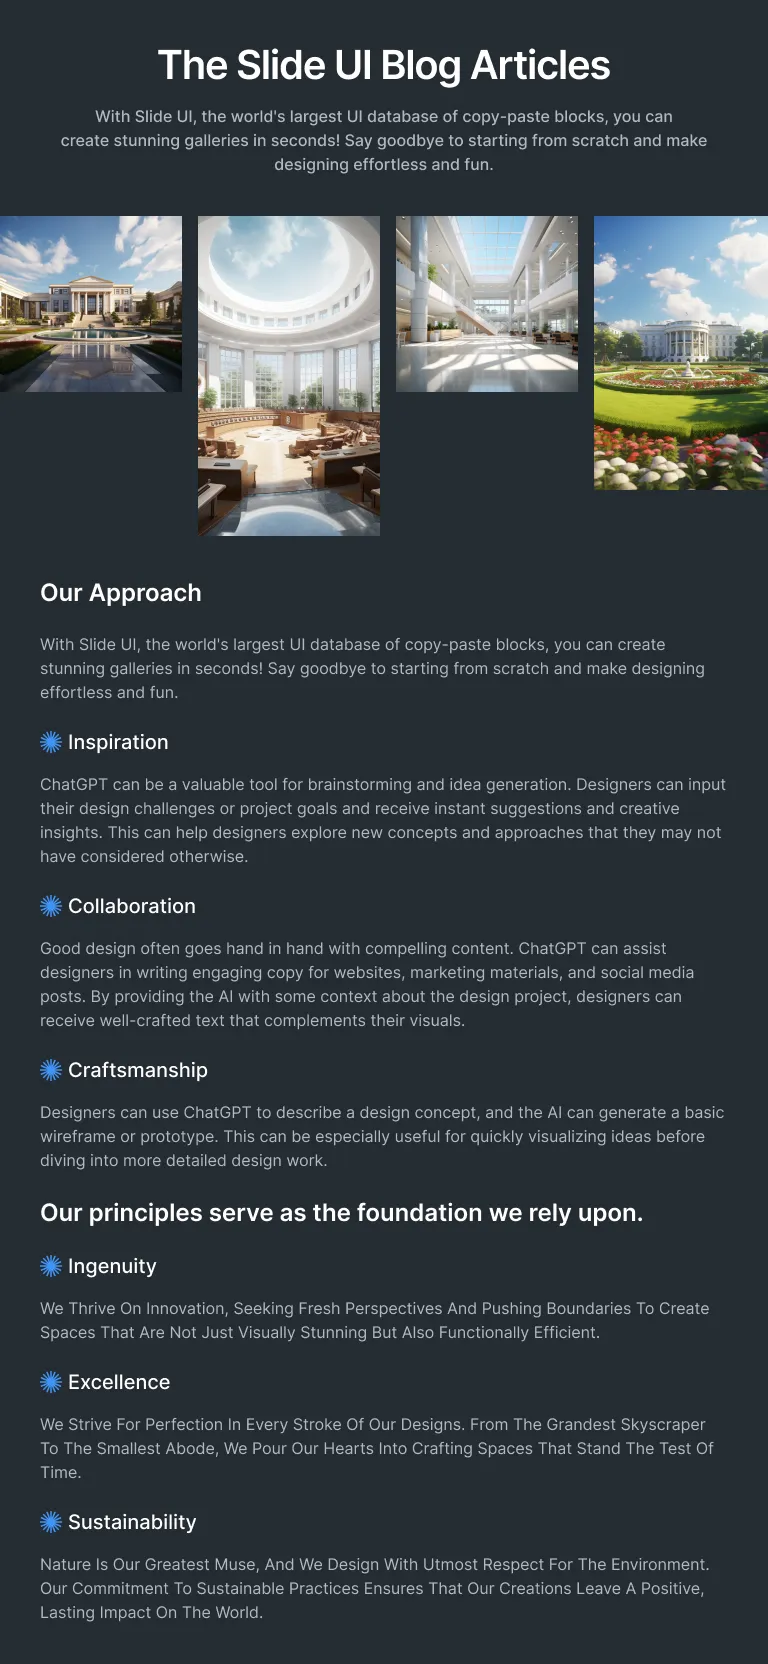 The Slide UI Blog Articles
With Slide UI, the world's largest UI database of copy-paste blocks, you can
create stunning galleries in seconds! Say goodbye to starting from scratch and make
designing effortless and fun.
Our Approach
With Slide UI, the world's largest UI database of copy-paste blocks, you can create
stunning galleries in seconds! Say goodbye to starting from scratch and make designing
effortless and fun.
Inspiration
ChatGPT can be a valuable tool for brainstorming and idea generation. Designers can input
their design challenges or project goals and receive instant suggestions and creative
insights. This can help designers explore new concepts and approaches that they may not
have considered otherwise.
Collaboration
Good design often goes hand in hand with compelling content. ChatGPT can assist
designers in writing engaging copy for websites, marketing materials, and social media
posts. By providing the AI with some context about the design project, designers can
receive well-crafted text that complements their visuals.
Craftsmanship
Designers can use ChatGPT to describe a design concept, and the AI can generate a basic
wireframe or prototype. This can be especially useful for quickly visualizing ideas before
diving into more detailed design work.
Our principles serve as the foundation we rely upon.
Ingenuity
We Thrive On Innovation, Seeking Fresh Perspectives And Pushing Boundaries To Create
Spaces That Are Not Just Visually Stunning But Also Functionally Efficient.
Excellence
We Strive For Perfection In Every Stroke Of Our Designs. From The Grandest Skyscraper
To The Smallest Abode, We Pour Our Hearts Into Crafting Spaces That Stand The Test Of
Time.
Sustainability
Nature Is Our Greatest Muse, And We Design With Utmost Respect For The Environment.
Our Commitment To Sustainable Practices Ensures That Our Creations Leave A Positive,
Lasting Impact On The World.